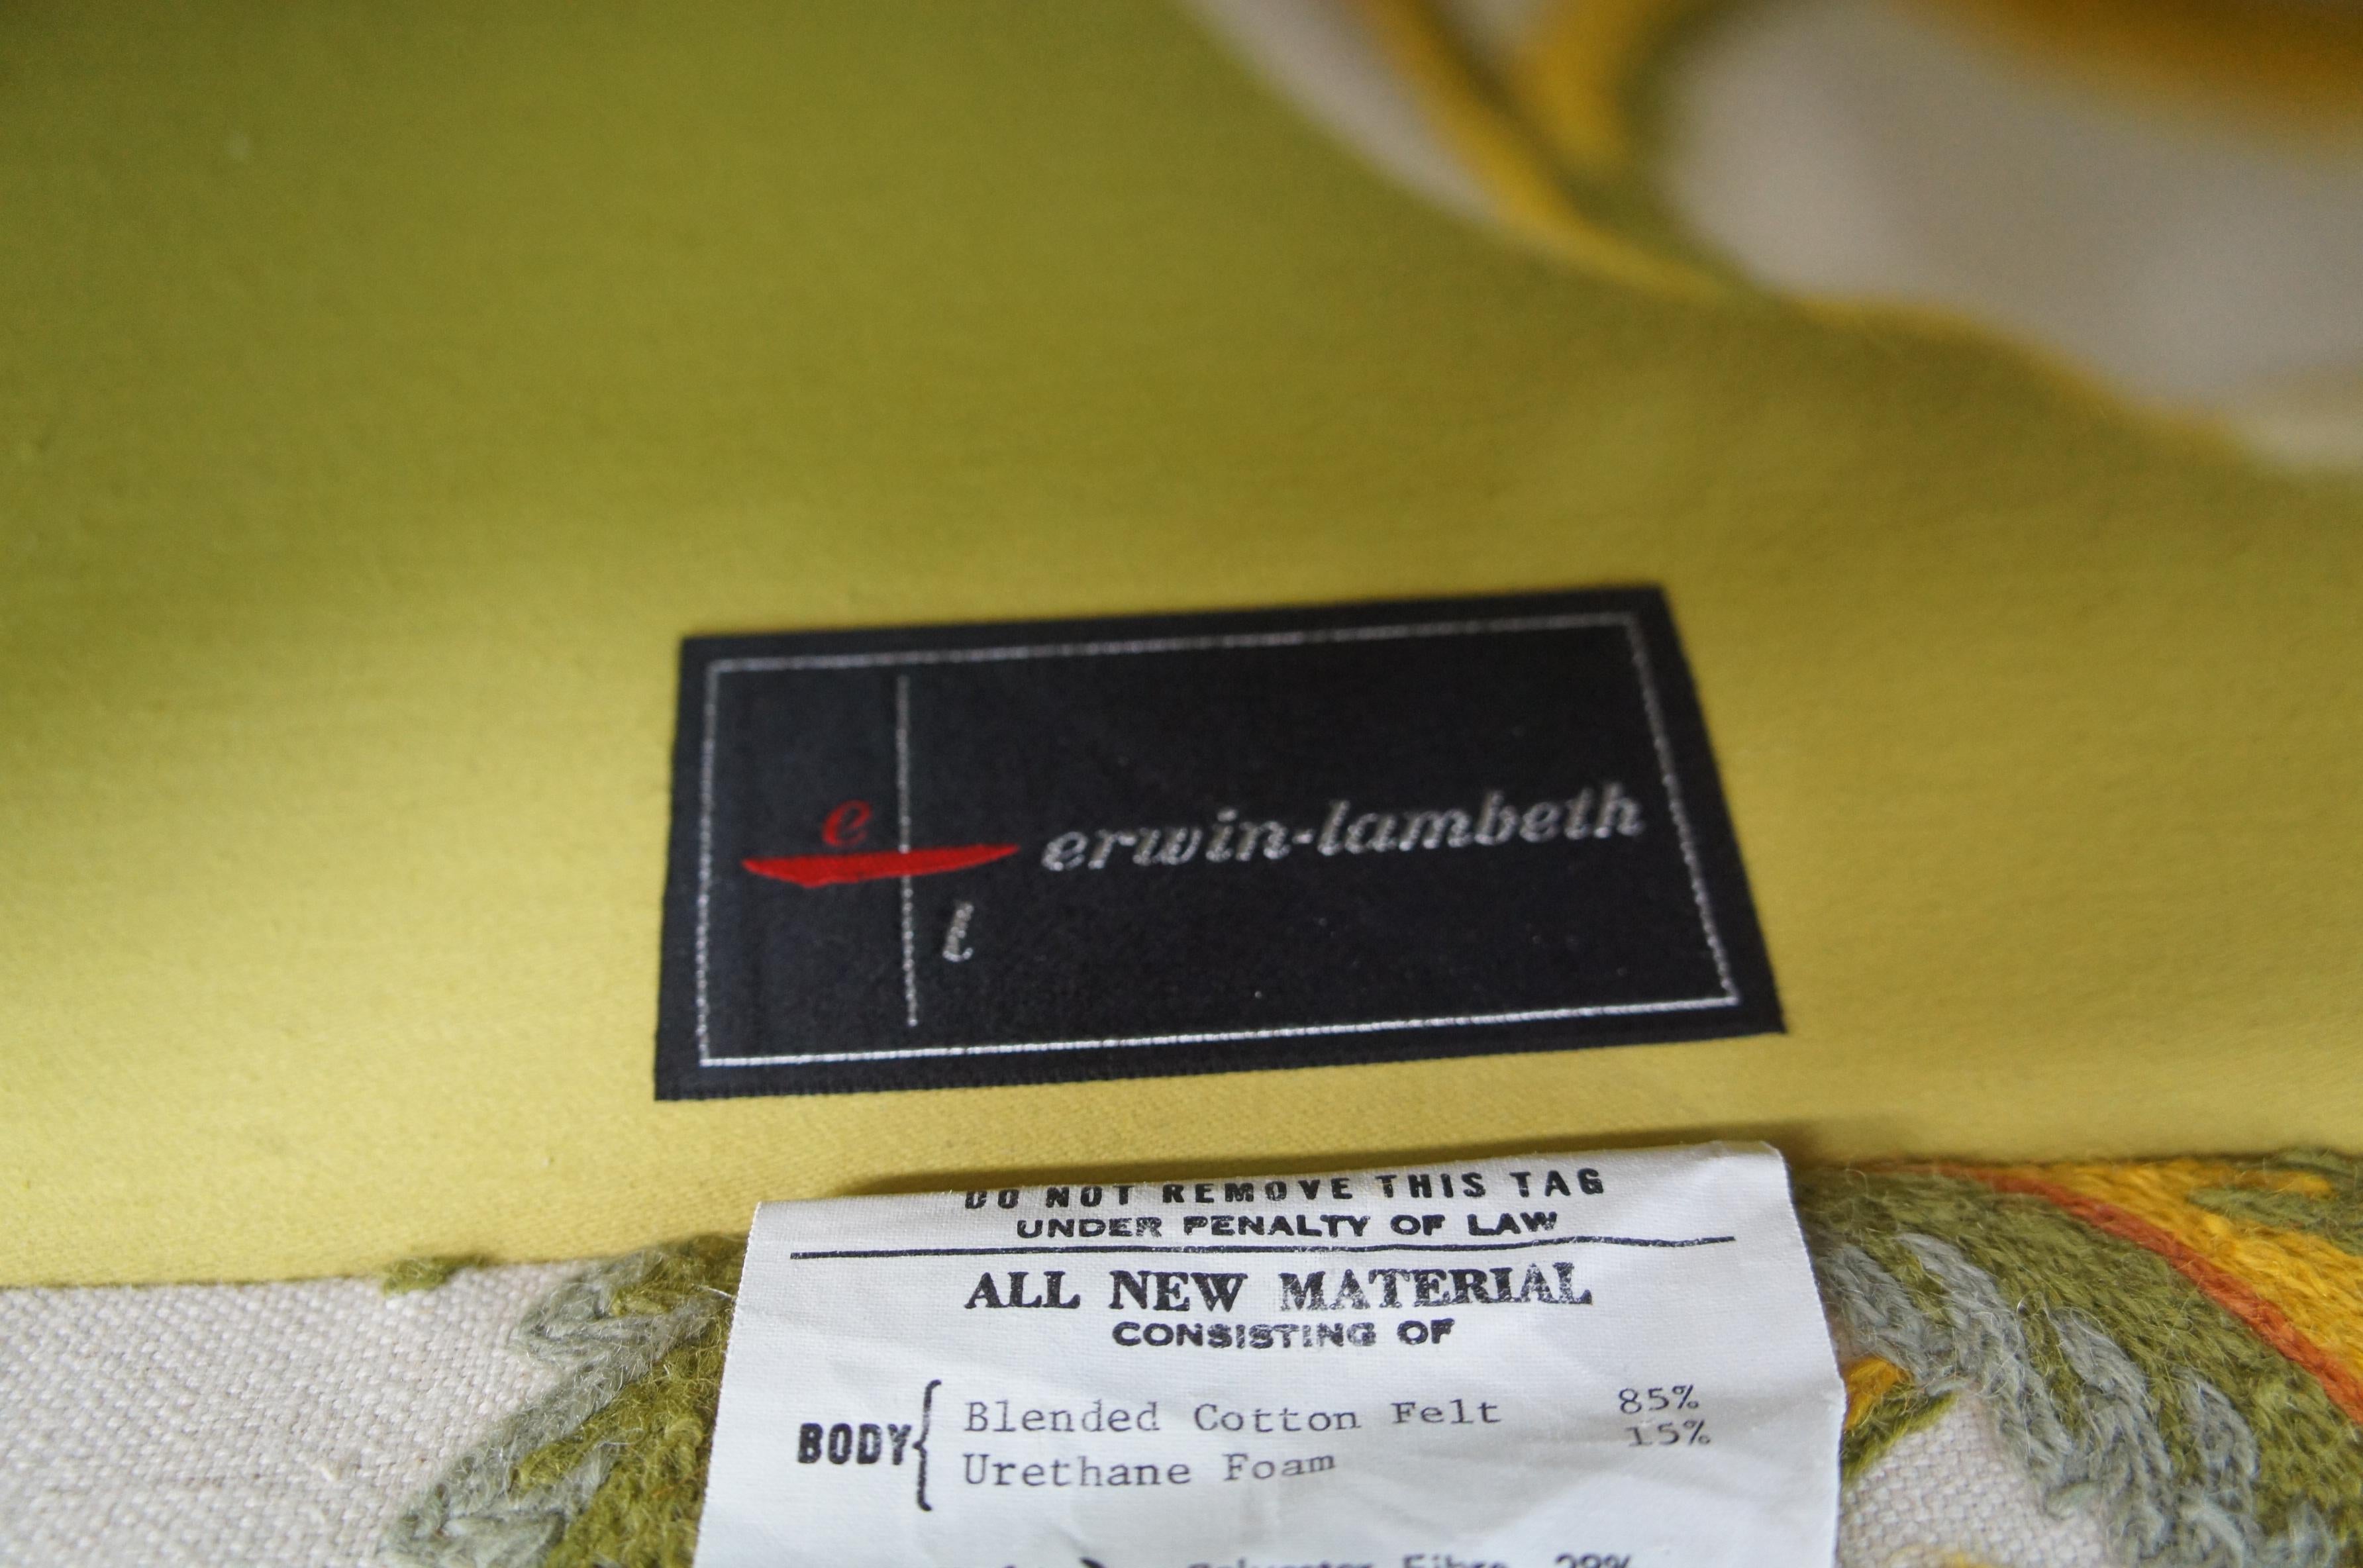 e
l
erwin-lambeth
DO NOT REMOVE THIS TAG
UNDER PENALTY OF LAW
ALL NEW MATERIAL
CONSISTING OF
BODY { Blended Cotton Felt 85%
Urethane Foam 15%